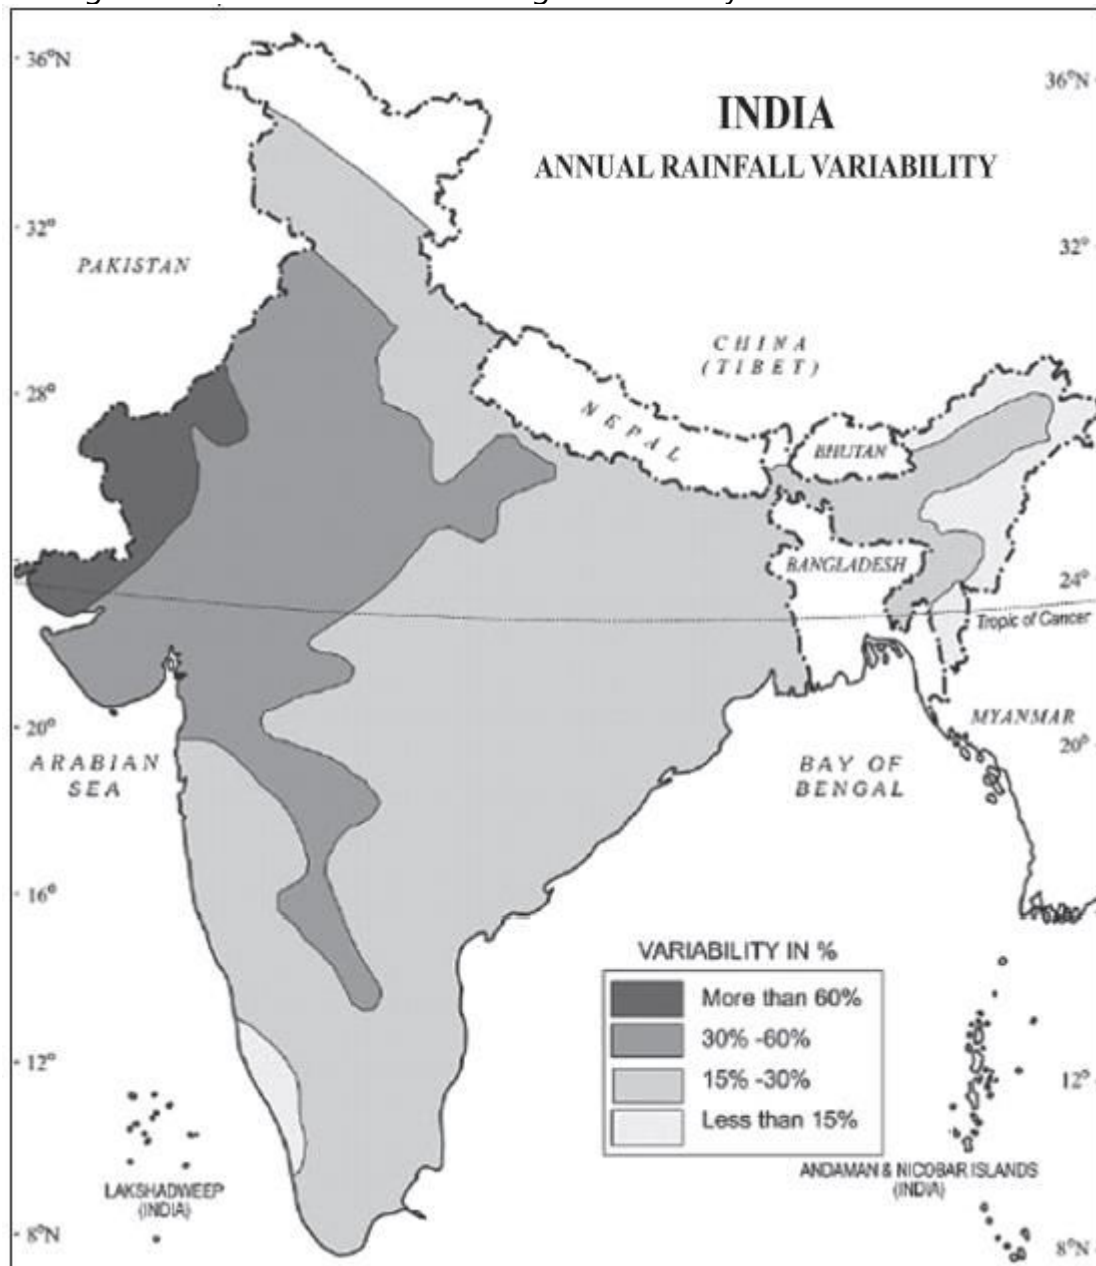 36°N
36°N
INDIA
ANNUAL RAINFALL VARIABILITY
32°
32°
PAKISTAN
CHINA
(TIBET)
28°
NEPAL
BHUTAN
BANGLADESH
24°
Tropic of Cancer
20°
MYANMAR
20°
ARABIAN
SEA
BAY OF
BENGAL
16°
VARIABILITY IN %
More than 60%
30% -60%
15% -30%
Less than 15%
12°
12°
LAKSHADWEEP
(INDIA)
ANDAMAN & NICOBAR ISLANDS
(INDIA)
8°N
8°N